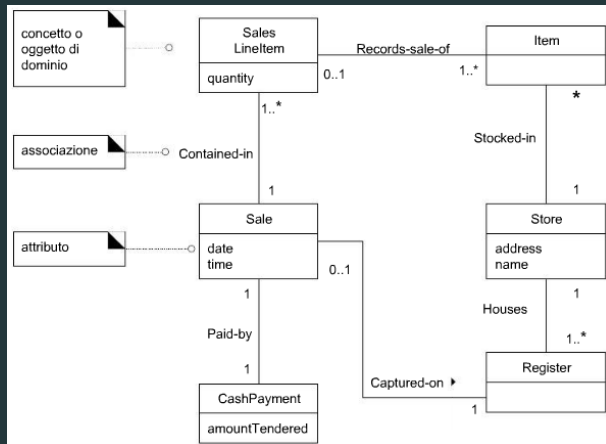 concetto o
oggetto di
dominio
Sales
LineItem
quantity
Records-sale-of
0..1
1..*
Item
1..*
*
associazione
Contained-in
Stocked-in
1
1
attributo
Sale
date
time
Store
address
name
0..1
1
1
Paid-by
Houses
1
1..*
CashPayment
amountTendered
Captured-on
1
Register